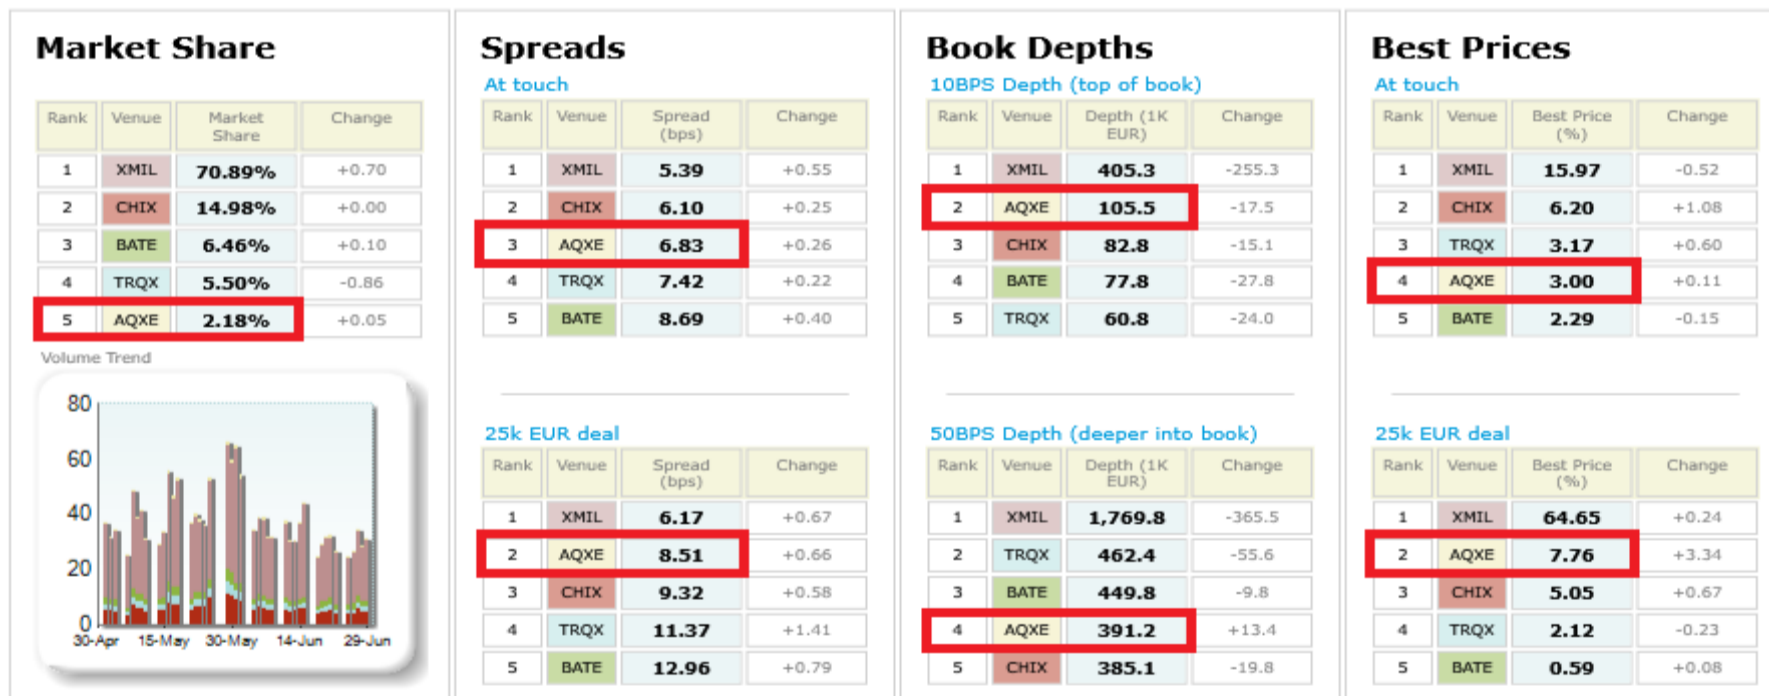 Market Share
Rank Venue Market Share Change
1 XMIL 70.89% +0.70
2 CHIX 14.98% +0.00
3 BATE 6.46% +0.10
4 TRQX 5.50% -0.86
5 AQXE 2.18% +0.05
Volume Trend
80
60
40
20
0
30-Apr 15-May 30-May 14-Jun 29-Jun
Spreads
At touch
Rank Venue Spread (bps) Change
1 XMIL 5.39 +0.55
2 CHIX 6.10 +0.25
3 AQXE 6.83 +0.26
4 TRQX 7.42 +0.22
5 BATE 8.69 +0.40
25k EUR deal
Rank Venue Spread (bps) Change
1 XMIL 6.17 +0.67
2 AQXE 8.51 +0.66
3 CHIX 9.32 +0.58
4 TRQX 11.37 +1.41
5 BATE 12.96 +0.79
Book Depths
10BPS Depth (top of book)
Rank Venue Depth (1K EUR) Change
1 XMIL 405.3 -255.3
2 AQXE 105.5 -17.5
3 CHIX 82.8 -15.1
4 BATE 77.8 -27.8
5 TRQX 60.8 -24.0
50BPS Depth (deeper into book)
Rank Venue Depth (1K EUR) Change
1 XMIL 1,769.8 -365.5
2 TRQX 462.4 -55.6
3 BATE 449.8 -9.8
4 AQXE 391.2 +13.4
5 CHIX 385.1 -19.8
Best Prices
At touch
Rank Venue Best Price (%) Change
1 XMIL 15.97 -0.52
2 CHIX 6.20 +1.08
3 TRQX 3.17 +0.60
4 AQXE 3.00 +0.11
5 BATE 2.29 -0.15
25k EUR deal
Rank Venue Best Price (%) Change
1 XMIL 64.65 +0.24
2 AQXE 7.76 +3.34
3 CHIX 5.05 +0.67
4 TRQX 2.12 -0.23
5 BATE 0.59 +0.08